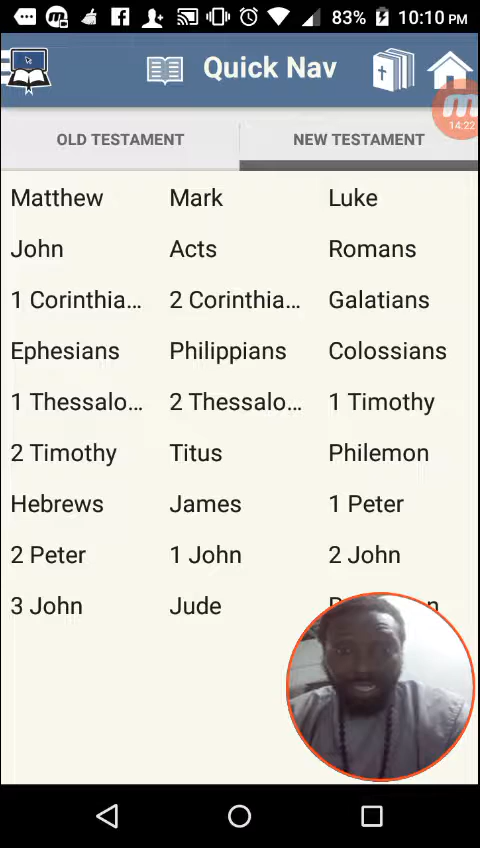 83% 10:10 PM
Quick Nav
14:22
OLD TESTAMENT NEW TESTAMENT
Matthew Mark Luke
John Acts Romans
1 Corinthia... 2 Corinthia... Galatians
Ephesians Philippians Colossians
1 Thessalo... 2 Thessalo... 1 Timothy
2 Timothy Titus Philemon
Hebrews James 1 Peter
2 Peter 1 John 2 John
3 John Jude